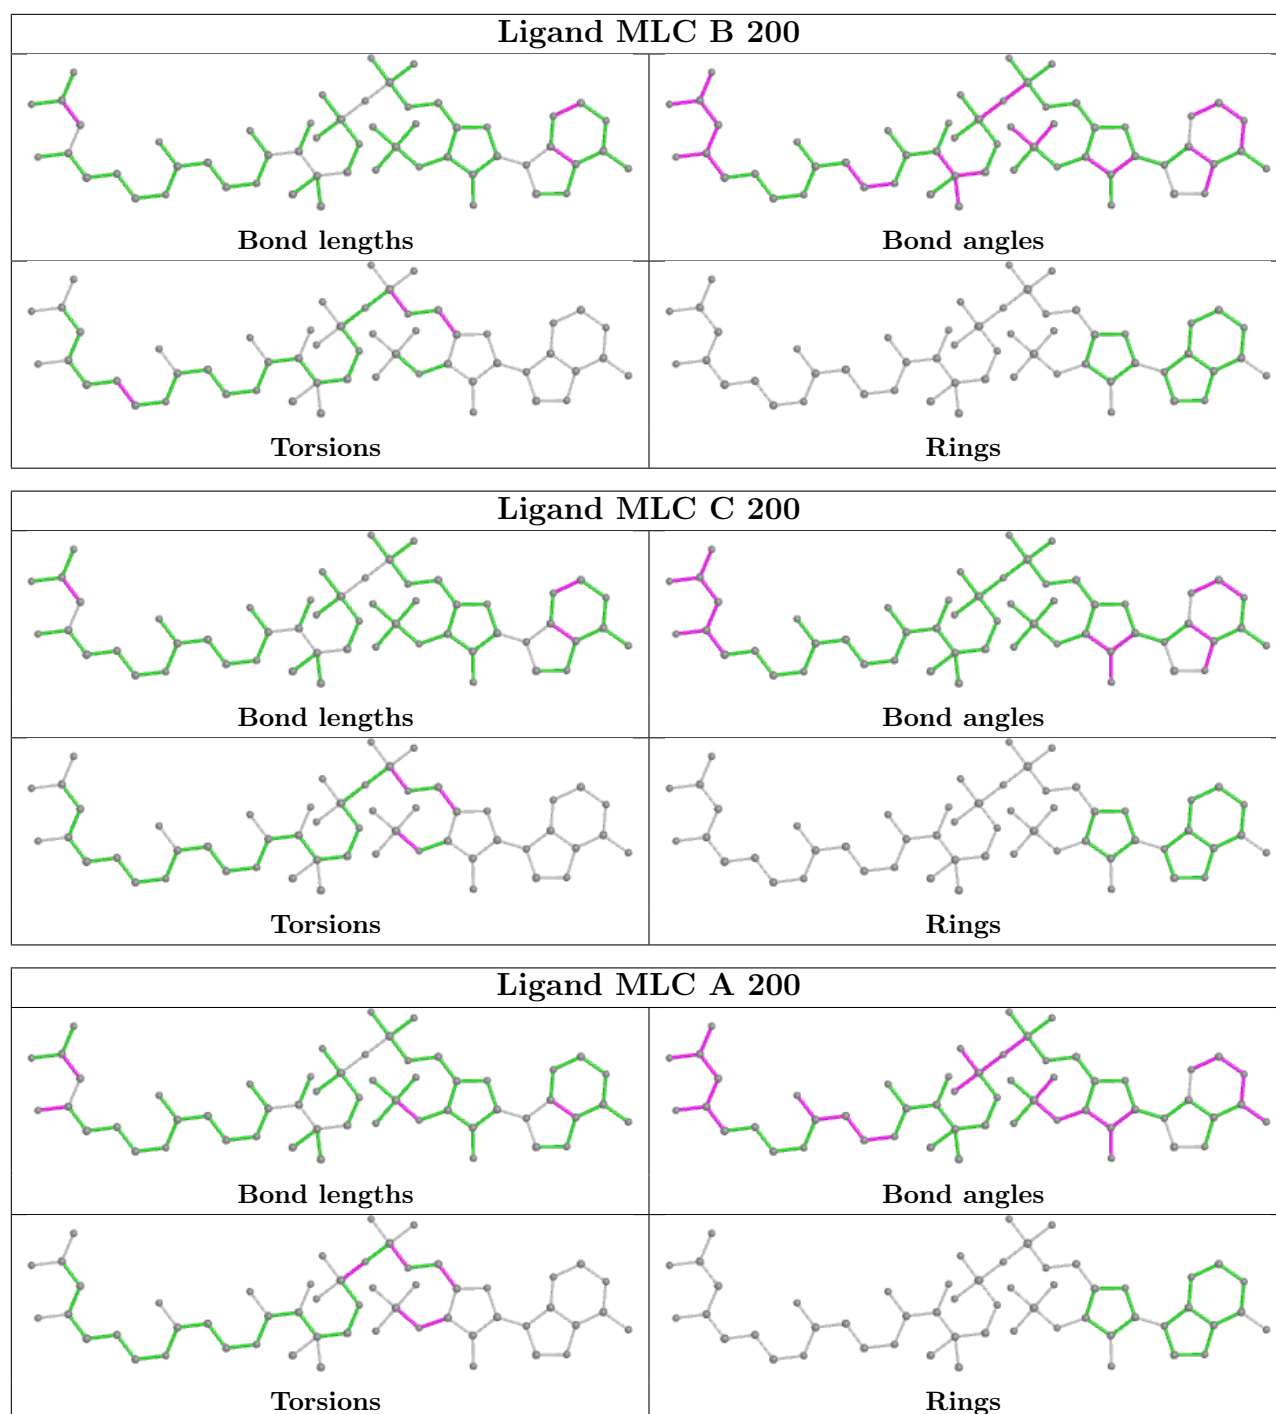 Ligand MLC B 200
Bond lengths
Bond angles
Torsions
Rings
Ligand MLC C 200
Bond lengths
Bond angles
Torsions
Rings
Ligand MLC A 200
Bond lengths
Bond angles
Torsions
Rings